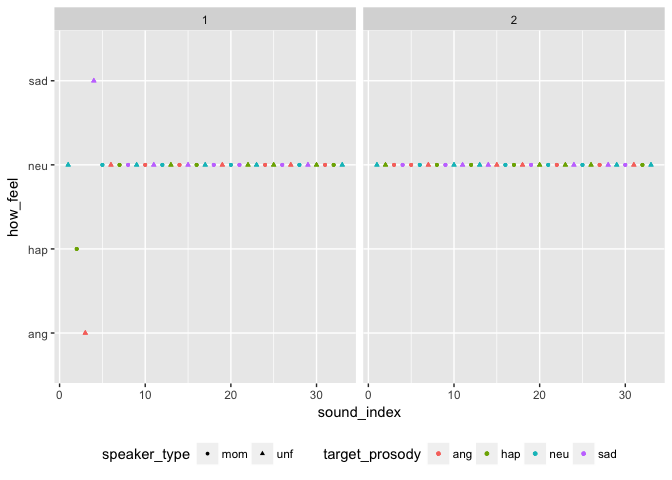 1 2
sad
neu
hap
ang
how_feel
0 10 20 30 0 10 20 30
sound_index
speaker_type mom unf target_prosody ang hap neu sad